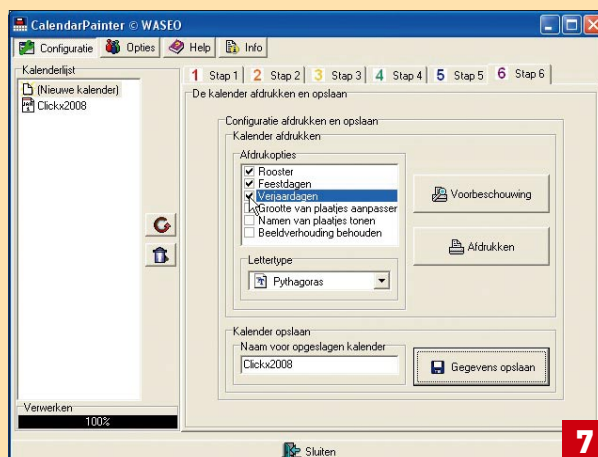 CalendarPainter © WASEO
Configuratie Opties Help Info
Kalenderlijst
(Nieuwe kalender)
Clickx2008
1 Stap 1 2 Stap 2 3 Stap 3 4 Stap 4 5 Stap 5 6 Stap 6
De kalender afdrukken en opslaan
Configuratie afdrukken en opslaan
Kalender afdrukken
Afdrukopties
Rooster
Feestdagen
Verjaardagen
Grootte van plaatjes aanpasser
Namen van plaatjes tonen
Beeldverhouding behouden
Lettertype
Pythagoras
Voorbeschouwing
Afdrukken
Kalender opslaan
Naam voor opgeslagen kalender
Clickx2008
Gegevens opslaan
Verwerken
100%
Sluiten
7